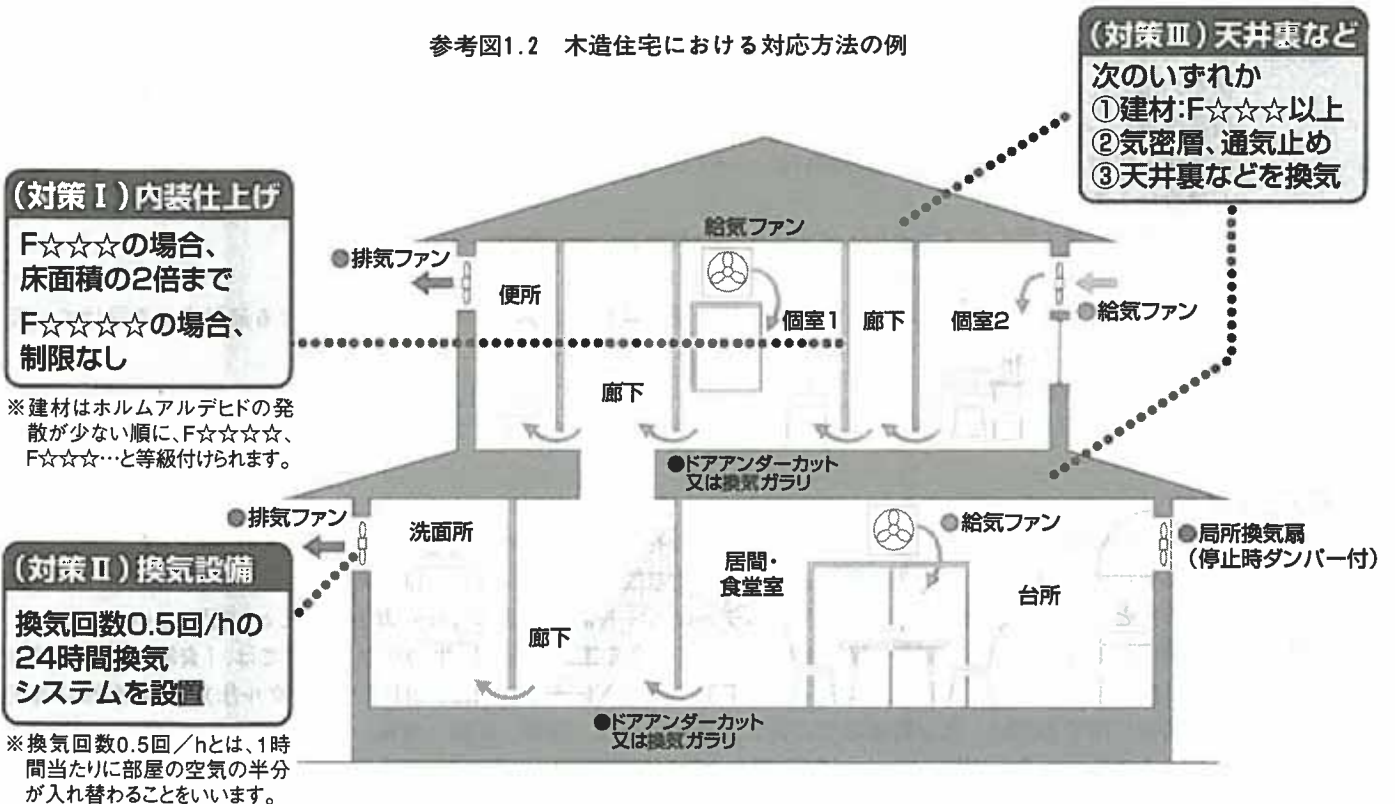 参考図1.2　木造住宅における対応方法の例
(対策Ⅲ)天井裏など
次のいずれか
①建材:F☆☆☆以上
②気密層、通気止め
③天井裏などを換気
(対策Ⅰ)内装仕上げ
F☆☆☆の場合、
床面積の2倍まで
F☆☆☆☆の場合、
制限なし
※建材はホルムアルデヒドの発
散が少ない順に、F☆☆☆☆、
F☆☆☆…と等級付けられます。
給気ファン
排気ファン
便所
個室1
廊下
個室2
給気ファン
廊下
●ドアアンダーカット
又は換気ガラリ
排気ファン
洗面所
給気ファン
局所換気扇
(停止時ダンパー付)
居間・
食堂室
台所
廊下
●ドアアンダーカット
又は換気ガラリ
(対策Ⅱ)換気設備
換気回数0.5回/hの
24時間換気
システムを設置
※換気回数0.5回／hとは、1時
間当たりに部屋の空気の半分
が入れ替わることをいいます。